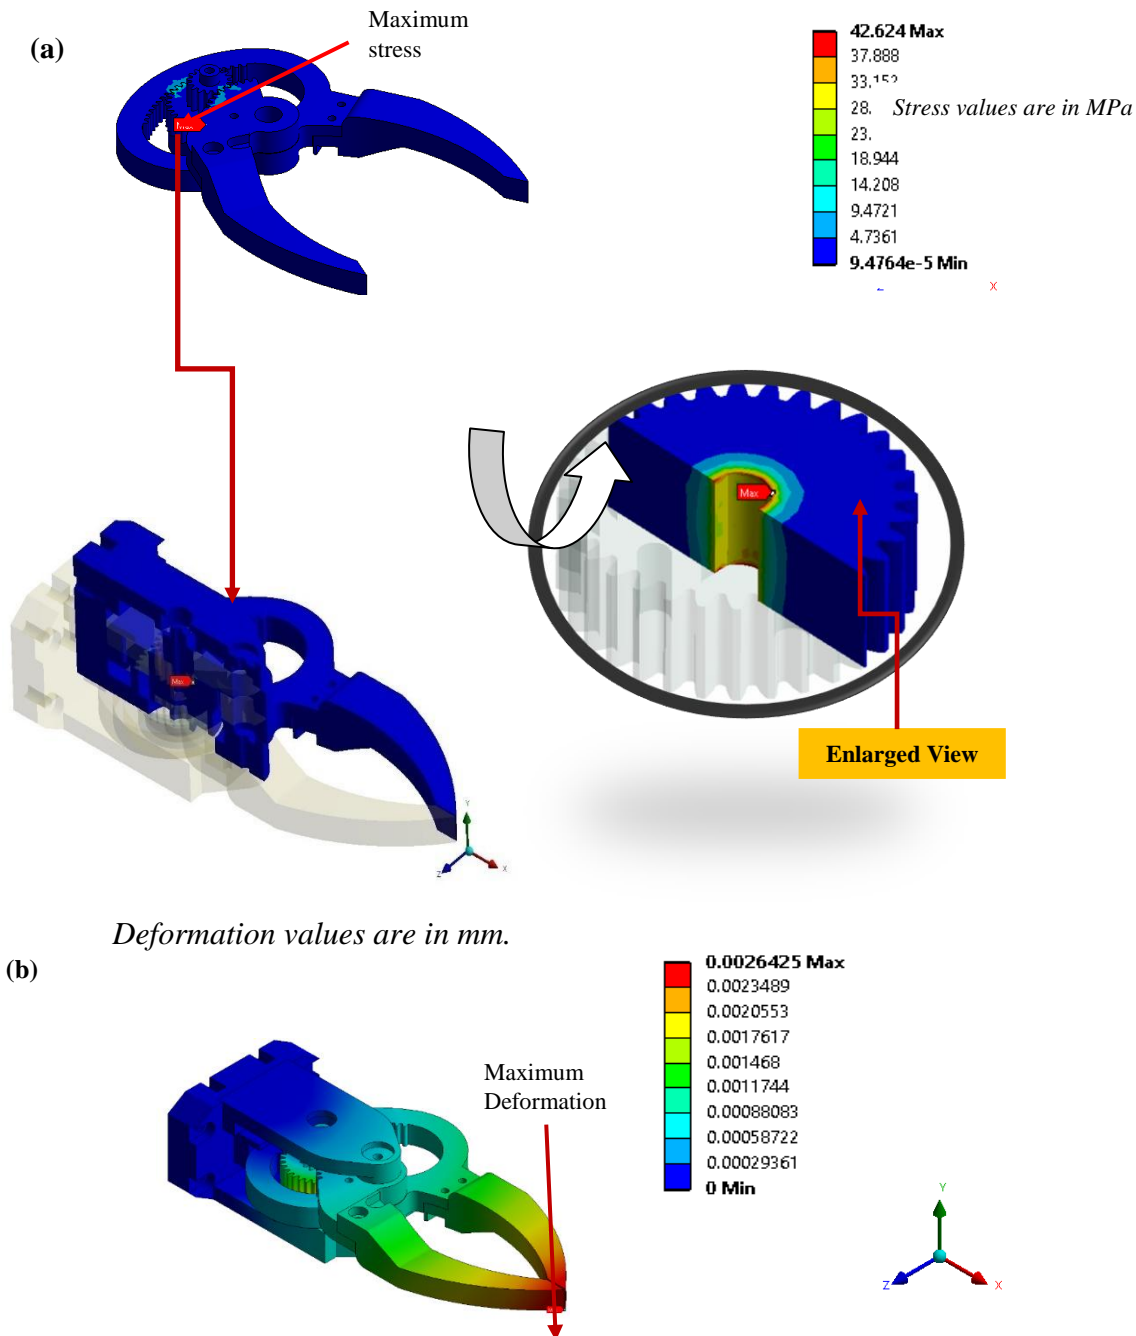 (a)
Maximum
stress
42.624 Max
37.888
33.152
28.
Stress values are in MPa
23.
18.944
14.208
9.4721
4.7361
9.4764e-5 Min
Z
X
Max
Max
Max
Enlarged View
Y
Z
X
Deformation values are in mm.
(b)
0.0026425 Max
0.0023489
0.0020553
0.0017617
0.001468
0.0011744
0.00088083
0.00058722
0.00029361
0 Min
Maximum
Deformation
Y
Z
X